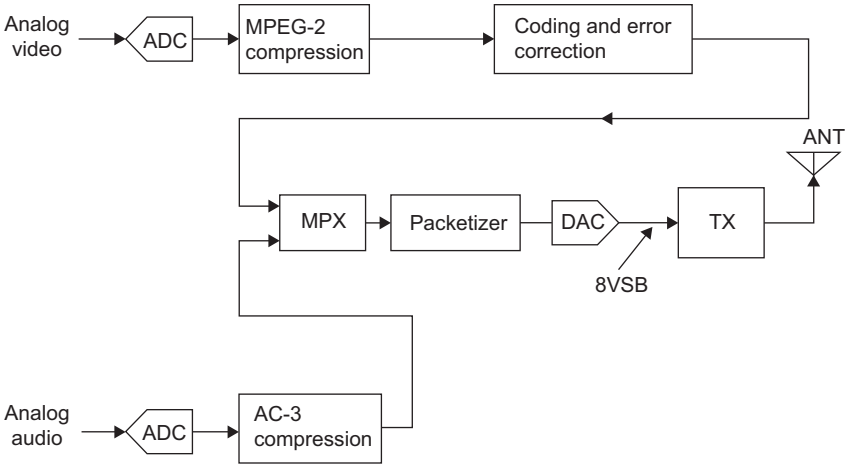 Analog
video
ADC
MPEG-2
compression
Coding and error
correction
ANT
MPX
Packetizer
DAC
TX
8VSB
Analog
audio
ADC
AC-3
compression